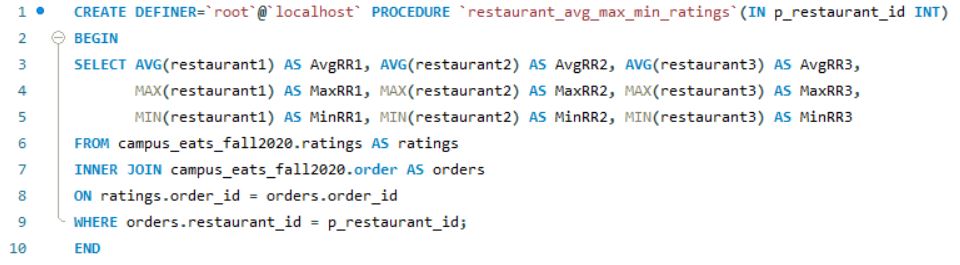 1 CREATE DEFINER=`root`@`localhost` PROCEDURE `restaurant_avg_max_min_ratings`(IN p_restaurant_id INT)
2 BEGIN
3 SELECT AVG(restaurant1) AS AvgRR1, AVG(restaurant2) AS AvgRR2, AVG(restaurant3) AS AvgRR3,
4 MAX(restaurant1) AS MaxRR1, MAX(restaurant2) AS MaxRR2, MAX(restaurant3) AS MaxRR3,
5 MIN(restaurant1) AS MinRR1, MIN(restaurant2) AS MinRR2, MIN(restaurant3) AS MinRR3
6 FROM campus_eats_fall2020.ratings AS ratings
7 INNER JOIN campus_eats_fall2020.order AS orders
8 ON ratings.order_id = orders.order_id
9 WHERE orders.restaurant_id = p_restaurant_id;
10 END